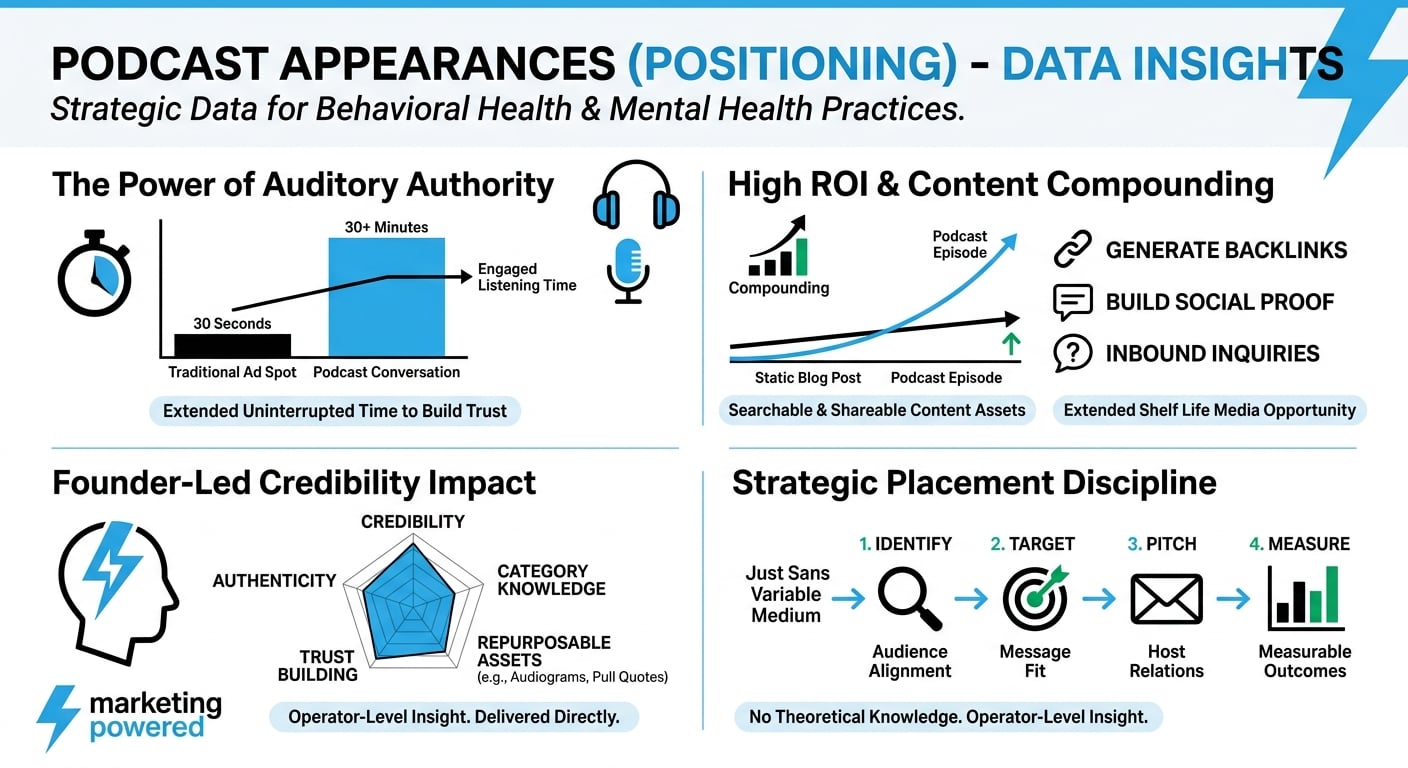 PODCAST APPEARANCES (POSITIONING) – DATA INSIGHTS
Strategic Data for Behavioral Health & Mental Health Practices.
The Power of Auditory Authority
30+ Minutes
Engaged
Listening Time
30 Seconds
Traditional Ad Spot
Podcast Conversation
Extended Uninterrupted Time to Build Trust
High ROI & Content Compounding
Compounding
Podcast
Episode
Static Blog Post
Podcast Episode
GENERATE BACKLINKS
BUILD SOCIAL PROOF
?
INBOUND INQUIRIES
Searchable & Shareable Content Assets
Extended Shelf Life Media Opportunity
Founder-Led Credibility Impact
CREDIBILITY
AUTHENTICITY
CATEGORY
KNOWLEDGE
TRUST
BUILDING
REPURPOSABLE
ASSETS
(e.g., Audiograms, Pull Quotes)
marketing
powered
Operator-Level Insight. Delivered Directly.
Strategic Placement Discipline
Just Sans
Variable
Medium
1. IDENTIFY
Audience
Alignment
2. TARGET
Message
Fit
3. PITCH
Host
Relations
4. MEASURE
Measurable
Outcomes
No Theoretical Knowledge. Operator-Level Insight.